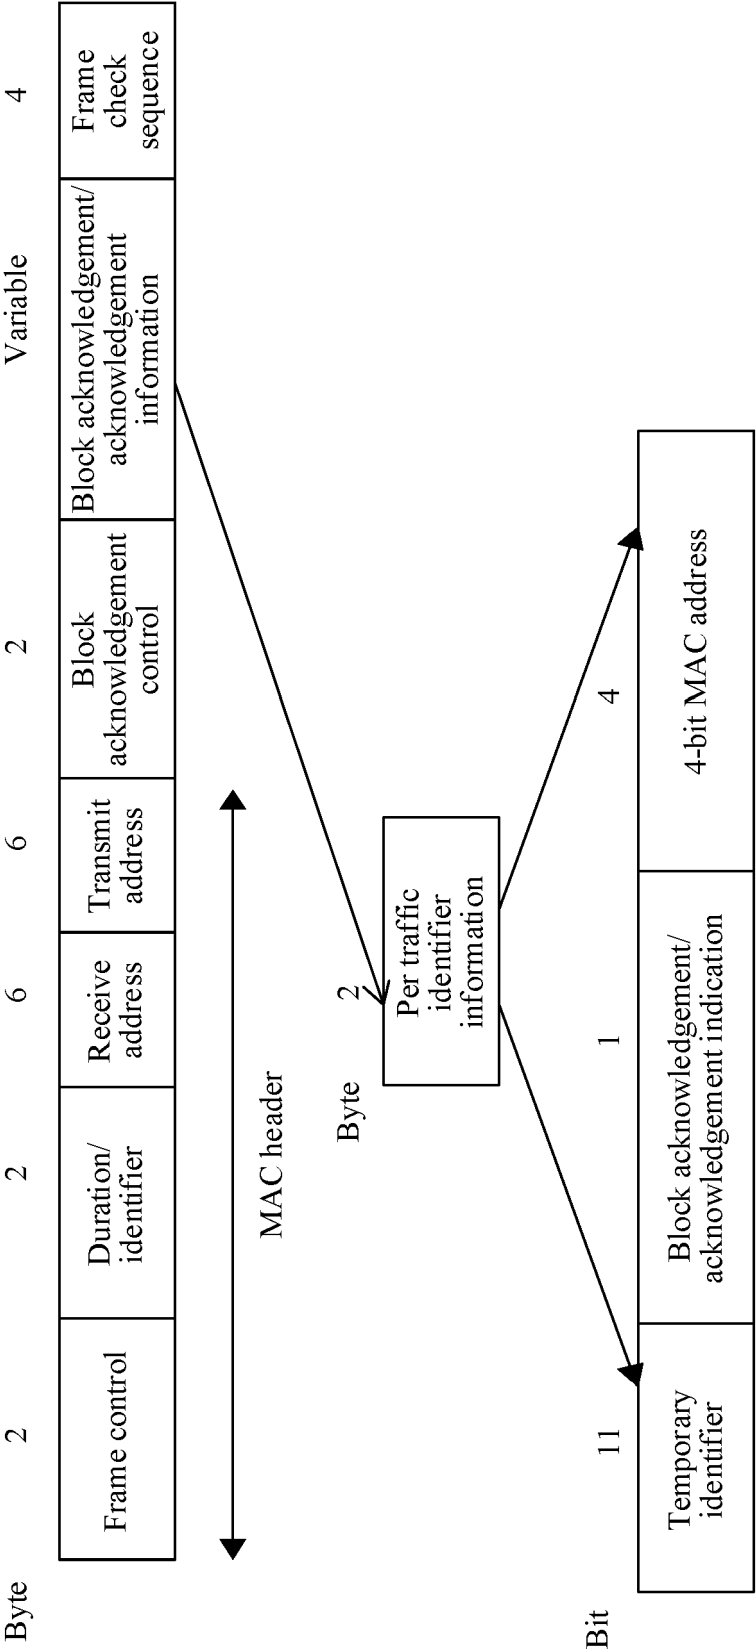 Byte
2
2
6
6
2
Variable
4
Frame control
Duration/
identifier
Receive
address
Transmit
address
Block
acknowledgement
control
Block acknowledgement/
acknowledgement
information
Frame
check
sequence
MAC header
Byte
2
Per traffic
identifier
information
Bit
11
1
4
Temporary
identifier
Block acknowledgement/
acknowledgement indication
4-bit MAC address